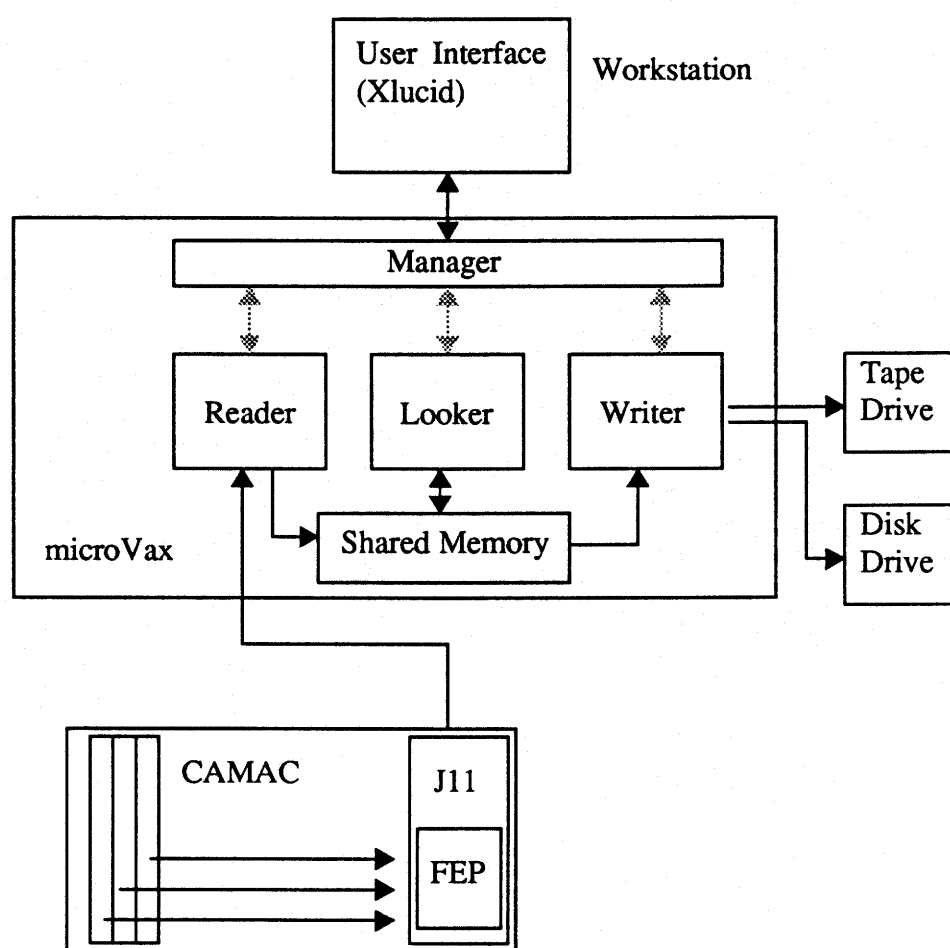 User Interface
(Xlucid)
Workstation
Manager
Reader
Looker
Writer
Tape
Drive
Shared Memory
microVax
Disk
Drive
CAMAC
J11
FEP